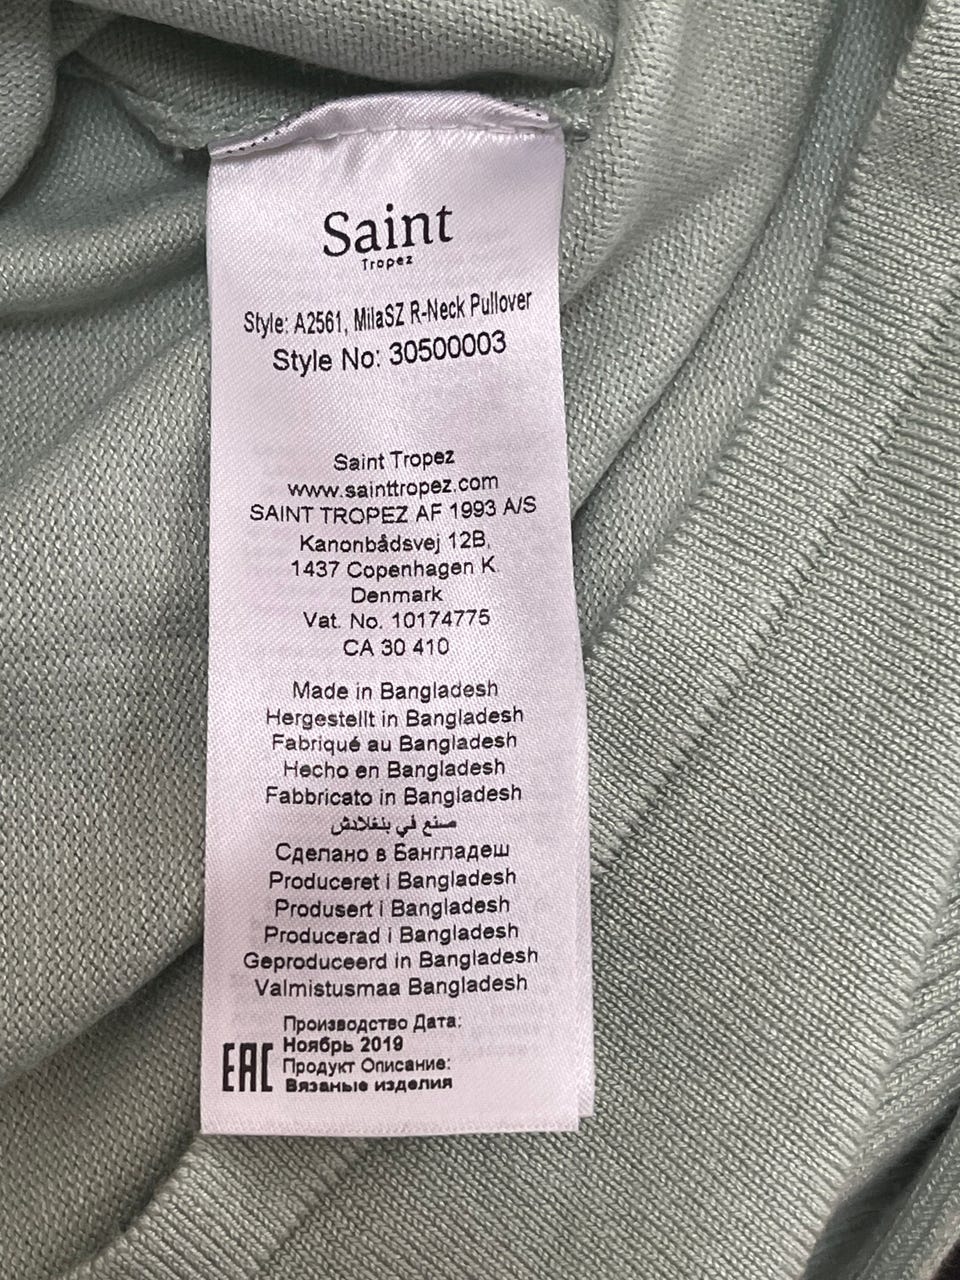 Saint
Tropez
Style: A2561, MilaSZ R-Neck Pullover
Style No: 30500003
Saint Tropez
www.sainttropez.com
SAINT TROPEZ AF 1993 A/S
Kanonbådsvej 12B,
1437 Copenhagen K
Denmark
Vat. No. 10174775
CA 30 410
Made in Bangladesh
Hergestellt in Bangladesh
Fabriqué au Bangladesh
Hecho en Bangladesh
Fabbricato in Bangladesh
صنع في بنغلادش
Сделано в Бангладеш
Produceret i Bangladesh
Produsert i Bangladesh
Producerad i Bangladesh
Geproduceerd in Bangladesh
Valmistusmaa Bangladesh
Производство Дата:
Ноябрь 2019
EAC Продукт Описание:
Вязаные изделия